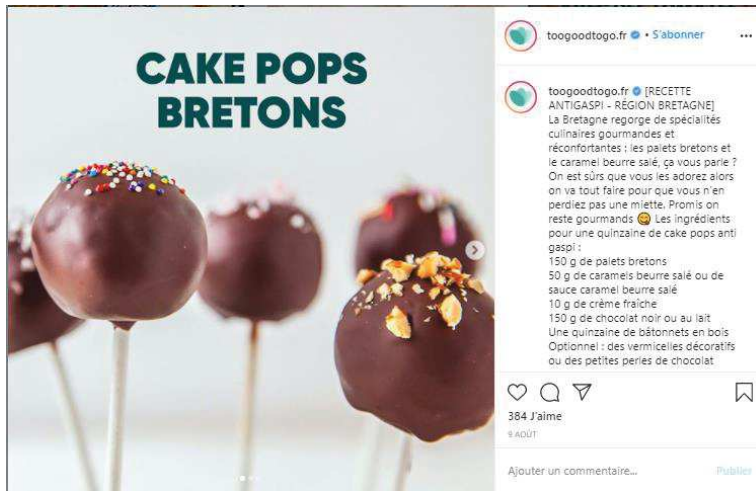 CAKE POPS
BRETONS
toogoodtogo.fr • S'abonner
toogoodtogo.fr [RECETTE
ANTIGASPI - RÉGION BRETAGNE]
La Bretagne regorge de spécialités
culinaires gourmandes et
réconfortantes : les palets bretons et
le caramel beurre salé, ça vous parle ?
On est sûrs que vous les adorez alors
on va tout faire pour que vous n'en
perdiez pas une miette. Promis on
reste gourmands 😋 Les ingrédients
pour une quinzaine de cake pops anti
gaspi :
150 g de palets bretons
50 g de caramels beurre salé ou de
sauce caramel beurre salé
10 g de crème fraîche
150 g de chocolat noir ou au lait
Une quinzaine de bâtonnets en bois
Optionnel : des vermicelles décoratifs
ou des petites perles de chocolat
384 J'aime
9 AOÛT
Ajouter un commentaire... Publier